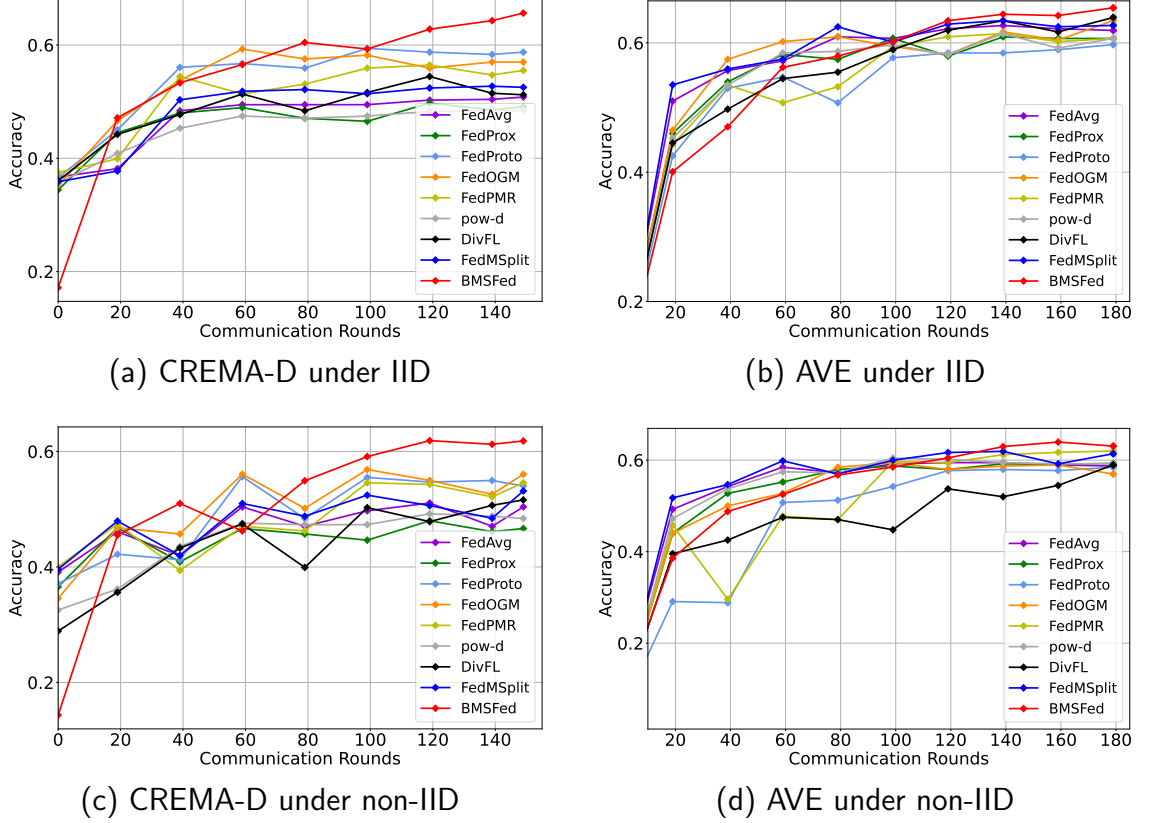 0.6
0.4
0.2
Accuracy
0
20
40
60
80
100
120
140
Communication Rounds
FedAvg
FedProx
FedProto
FedOGM
FedPMR
pow-d
DivFL
FedMSplit
BMSFed
(a) CREMA-D under IID
0.6
0.4
0.2
Accuracy
20
40
60
80
100
120
140
160
180
Communication Rounds
FedAvg
FedProx
FedProto
FedOGM
FedPMR
pow-d
DivFL
FedMSplit
BMSFed
(b) AVE under IID
0.6
0.4
0.2
Accuracy
0
20
40
60
80
100
120
140
Communication Rounds
FedAvg
FedProx
FedProto
FedOGM
FedPMR
pow-d
DivFL
FedMSplit
BMSFed
(c) CREMA-D under non-IID
0.6
0.4
0.2
Accuracy
20
40
60
80
100
120
140
160
180
Communication Rounds
FedAvg
FedProx
FedProto
FedOGM
FedPMR
pow-d
DivFL
FedMSplit
BMSFed
(d) AVE under non-IID